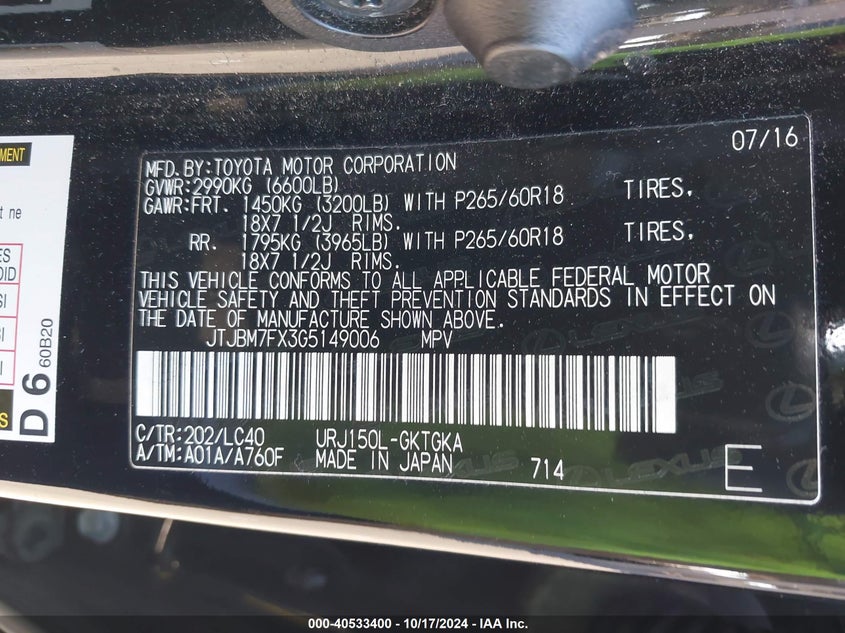 07/16
MFD.BY:TOYOTA MOTOR CORPORATION
GVWR:2990KG (6600LB)
GAWR:FRT. 1450KG (3200LB) WITH P265/60R18 TIRES,
18X7 1/2J RIMS.
RR. 1795KG (3965LB) WITH P265/60R18 TIRES,
18X7 1/2J RIMS.
THIS VEHICLE CONFORMS TO ALL APPLICABLE FEDERAL MOTOR
VEHICLE SAFETY AND THEFT PREVENTION STANDARDS IN EFFECT ON
THE DATE OF MANUFACTURE SHOWN ABOVE.
JTJBM7FX3G5149006 MPV
C/TR:202/LC40 URJ150L-GKTGKA
A/TM:A01A/A760F MADE IN JAPAN 714 E
LEXUS
LEXUS
LEXUS
D6 60B20
000-40533400 - 10/17/2024 - IAA Inc.